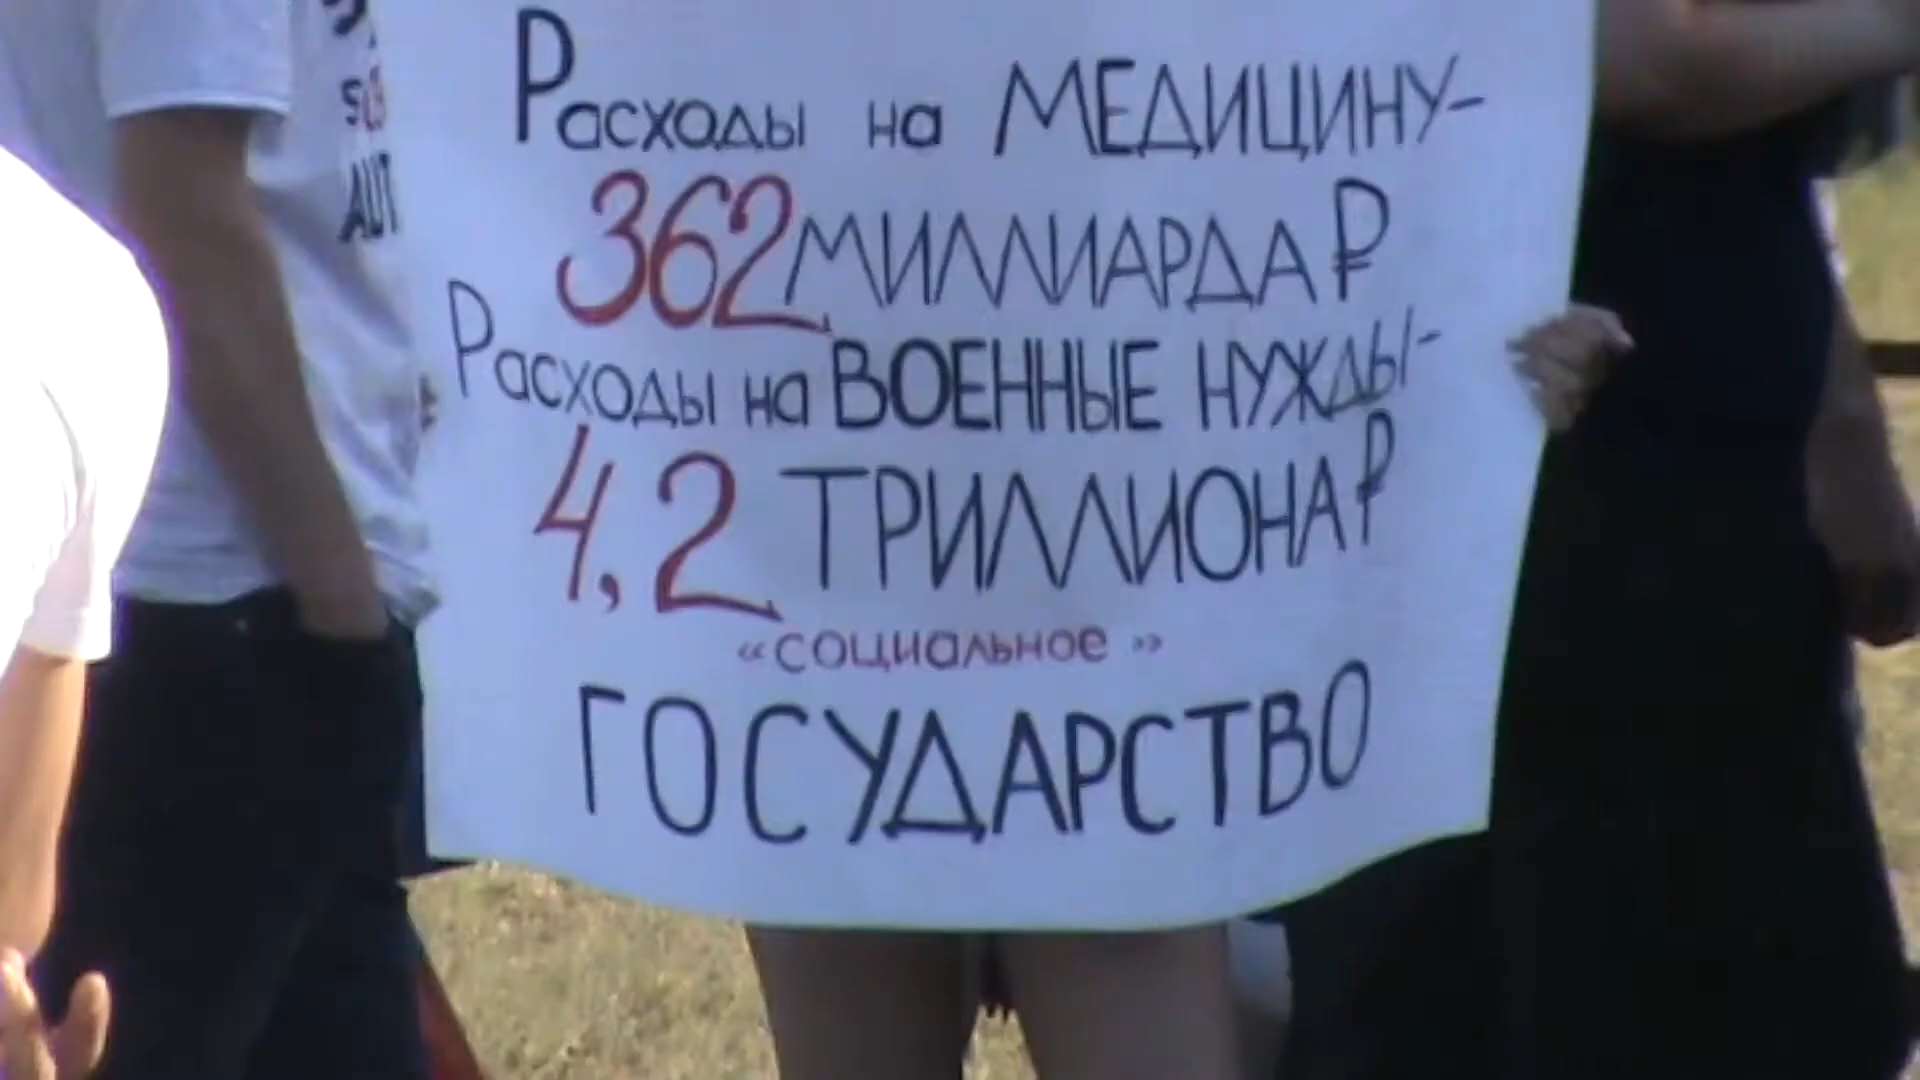 Расходы на МЕДИЦИНУ-
362 МИЛЛИАРДА ₽
Расходы на ВОЕННЫЕ НУЖДЫ-
4,2 ТРИЛЛИОНА ₽
«социальное»
ГОСУДАРСТВО